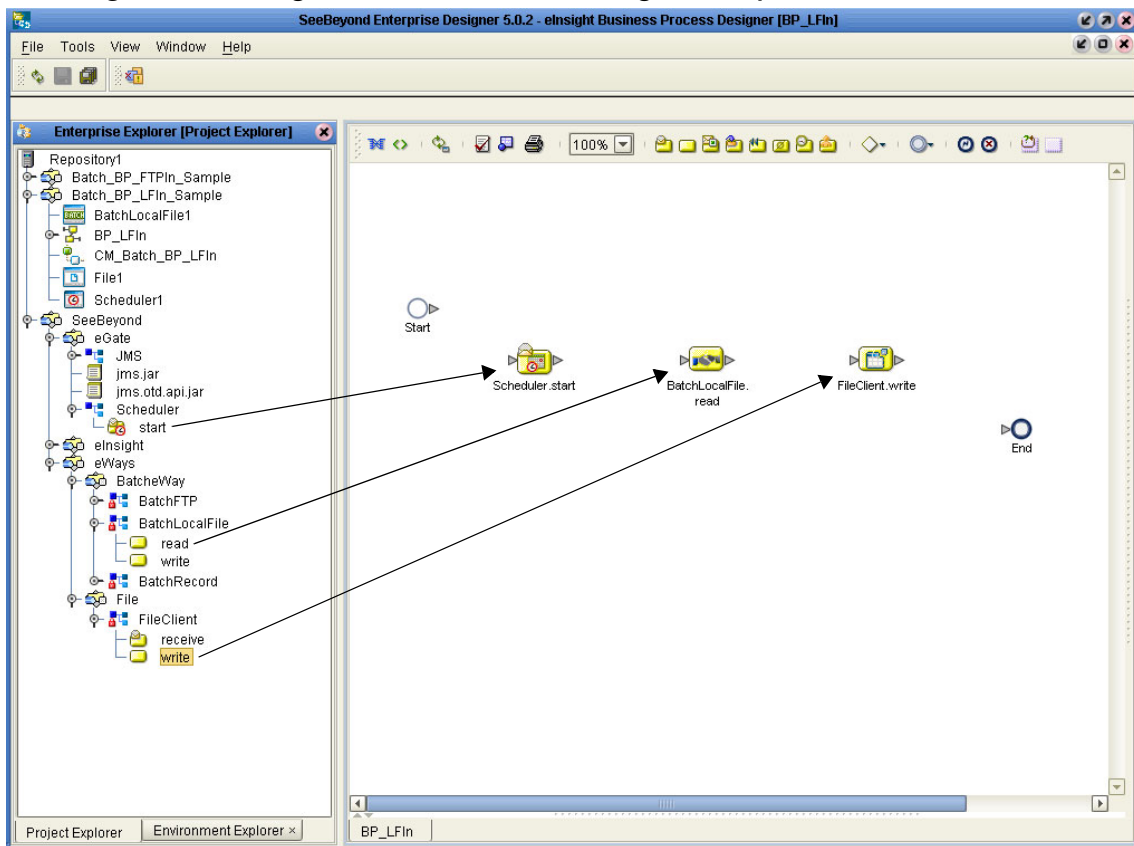 SeeBeyond Enterprise Designer 5.0.2 - eInsight Business Process Designer [BP_LFIn]
File Tools View Window Help
Enterprise Explorer [Project Explorer]
100%
Repository1
Batch_BP_FTPIn_Sample
Batch_BP_LFIn_Sample
BatchLocalFile1
BP_LFIn
CM_Batch_BP_LFIn
File1
Scheduler1
SeeBeyond
eGate
JMS
jms.jar
jms.otd.api.jar
Scheduler
start
eInsight
eWays
BatcheWay
BatchFTP
BatchLocalFile
read
write
BatchRecord
File
FileClient
receive
write
Start
Scheduler.start
BatchLocalFile.
read
FileClient.write
End
Project Explorer
Environment Explorer ×
BP_LFIn